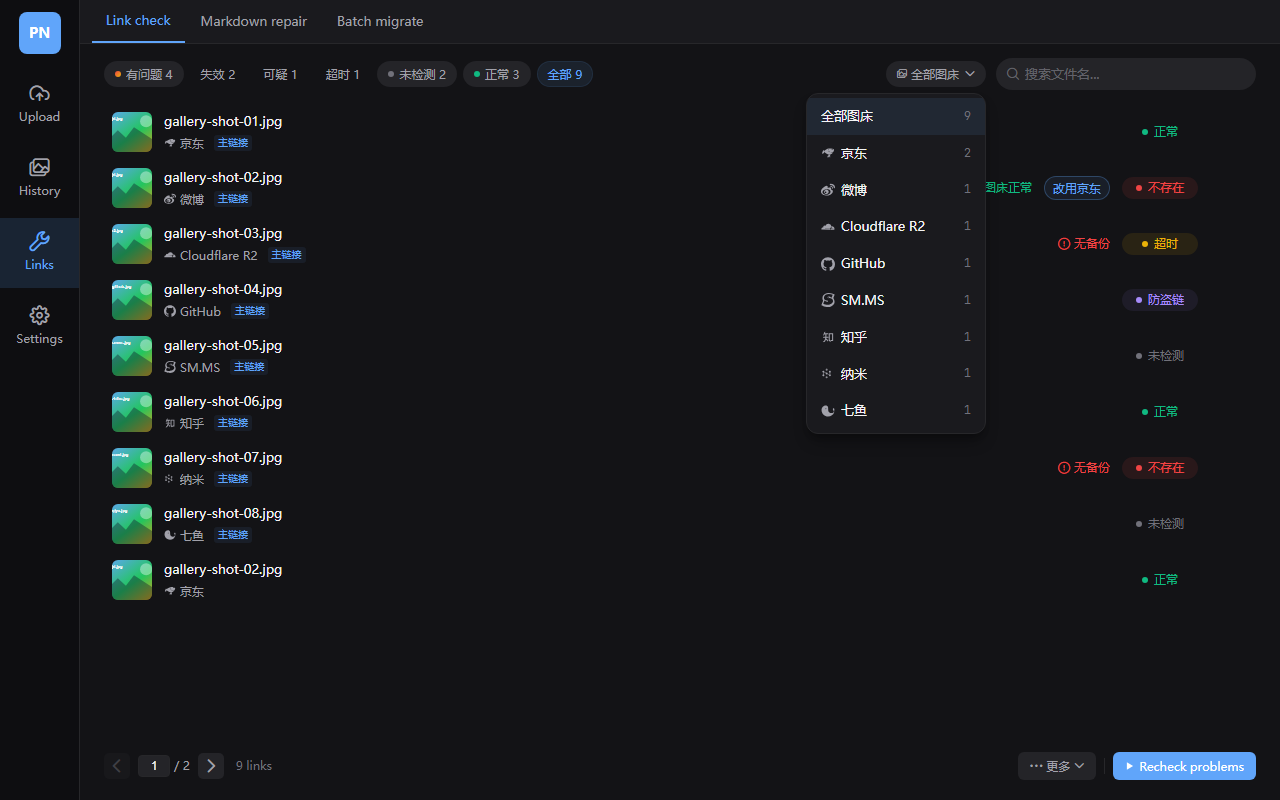 PN
Upload
History
Links
Settings
Link check
Markdown repair
Batch migrate
有问题 4
失效 2
可疑 1
超时 1
未检测 2
正常 3
全部 9
全部图床
搜索文件名...
全部图床 9
京东 2
微博 1
Cloudflare R2 1
GitHub 1
SM.MS 1
知 知乎 1
纳米 1
七鱼 1
gallery-shot-01.jpg
京东 主链接
正常
gallery-shot-02.jpg
微博 主链接
图床正常 改用京东 不存在
gallery-shot-03.jpg
Cloudflare R2 主链接
无备份 超时
gallery-shot-04.jpg
GitHub 主链接
防盗链
gallery-shot-05.jpg
SM.MS 主链接
未检测
gallery-shot-06.jpg
知 知乎 主链接
正常
gallery-shot-07.jpg
纳米 主链接
无备份 不存在
gallery-shot-08.jpg
七鱼 主链接
未检测
gallery-shot-02.jpg
京东
正常
1 / 2
9 links
更多
Recheck problems